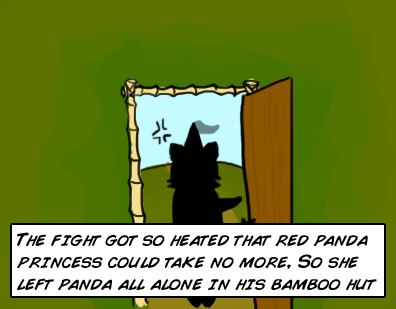 The fight got so heated that red panda
princess could take no more, So she
left panda all alone in his bamboo hut